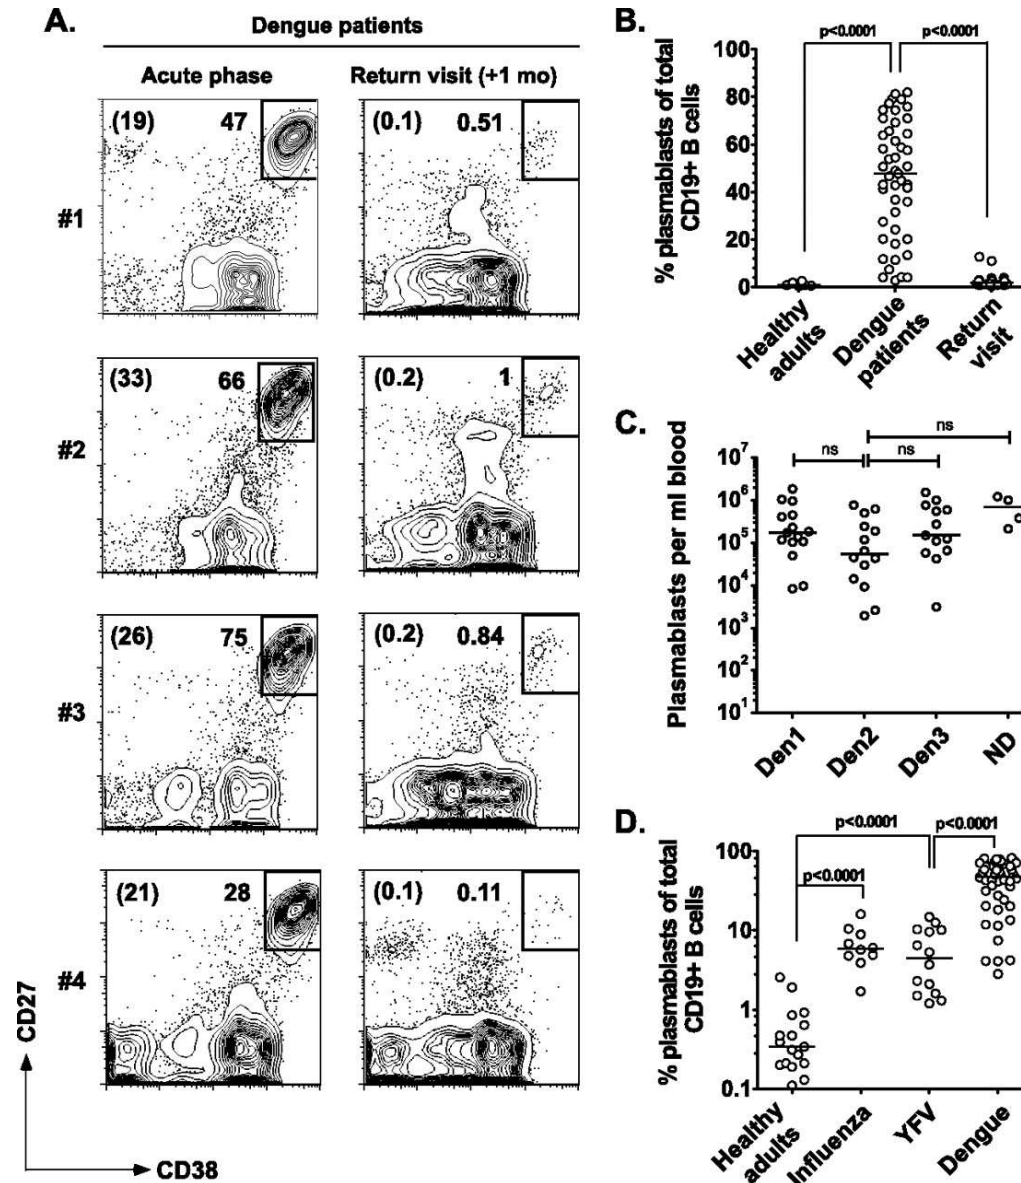 A.
Dengue patients
Acute phase
Return visit (+1 mo)
#1
(19) 47
(0.1) 0.51
#2
(33) 66
(0.2) 1
#3
(26) 75
(0.2) 0.84
#4
(21) 28
(0.1) 0.11
CD27
CD38
B.
p<0.0001 p<0.0001
% plasmablasts of total
CD19+ B cells
100
80
60
40
20
0
Healthy
adults
Dengue
patients
Return
visit
C.
ns
ns ns
Plasmablasts per ml blood
10⁷
10⁶
10⁵
10⁴
10³
10²
10¹
Den1
Den2
Den3
ND
D.
p<0.0001 p<0.0001
p<0.0001
% plasmablasts of total
CD19+ B cells
100
10
1
0.1
Healthy
adults
Influenza
YFV
Dengue